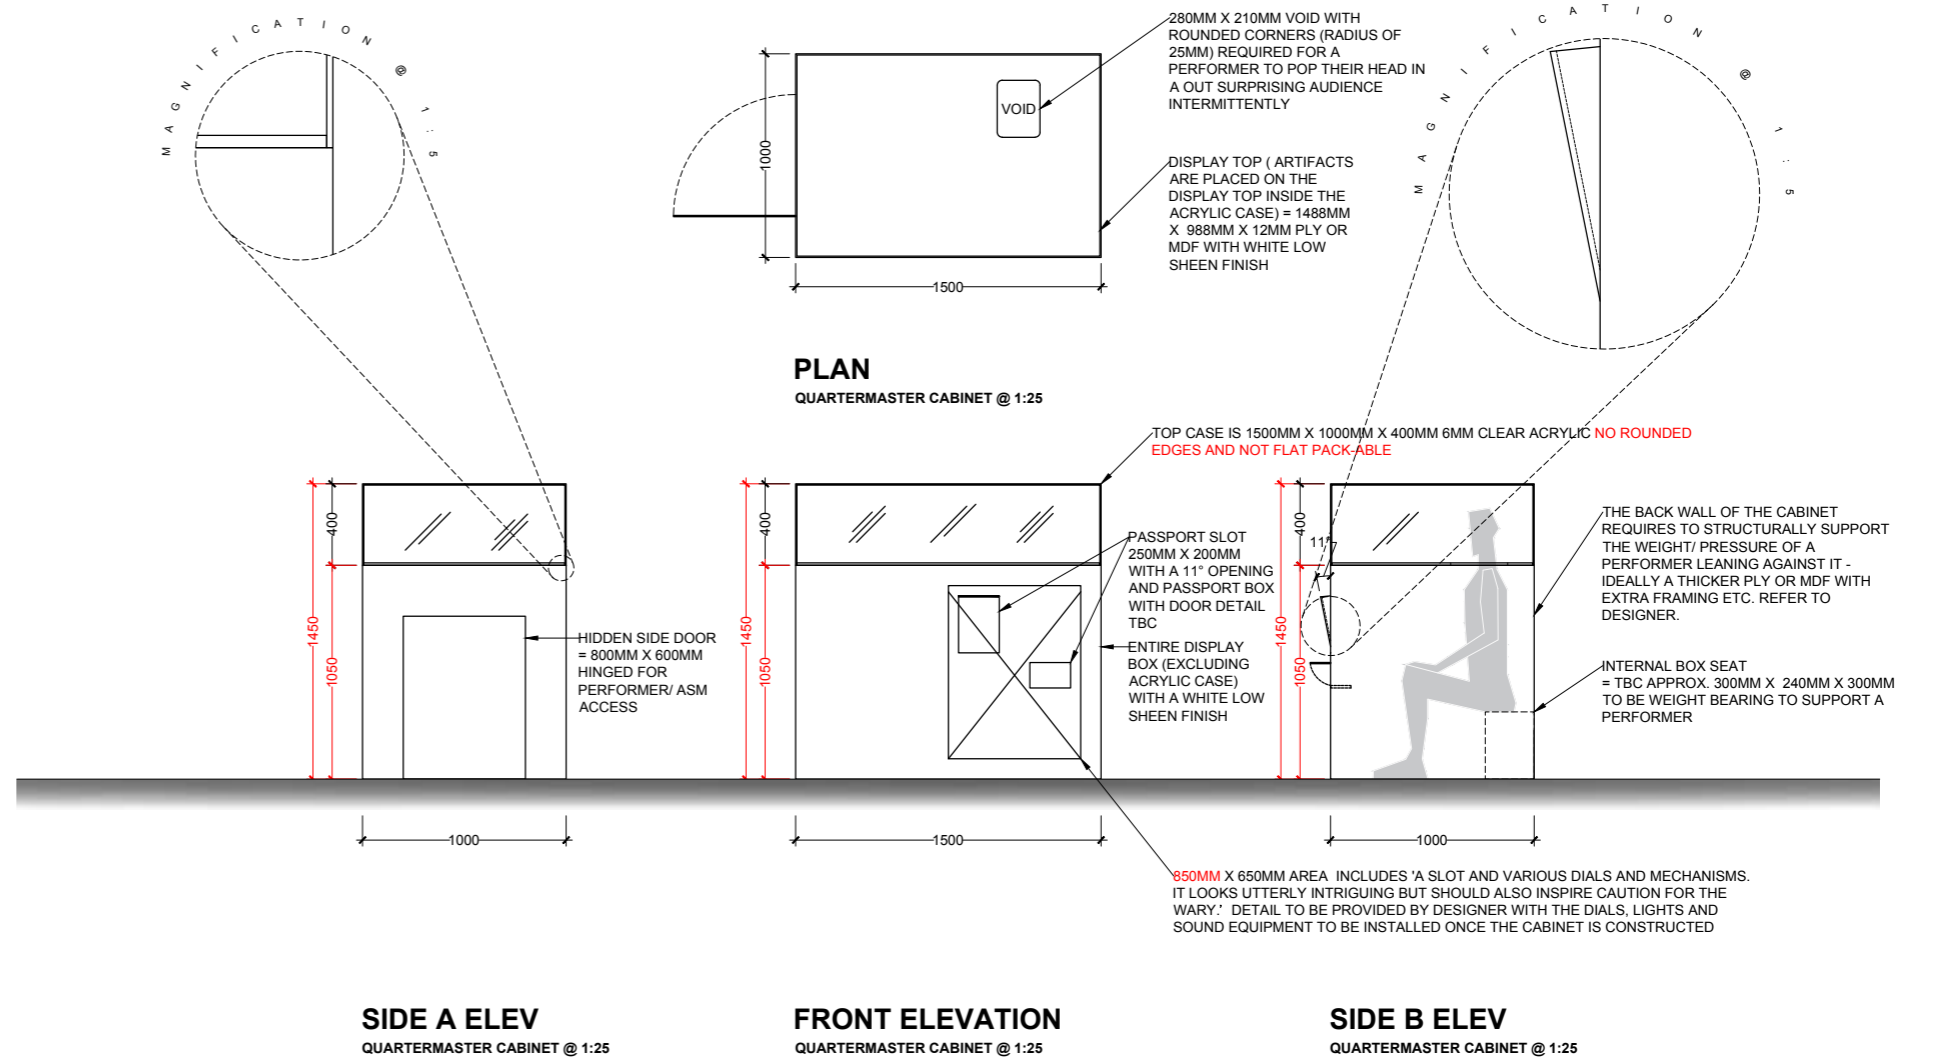 MAGNIFICATION @ 1:5
280MM X 210MM VOID WITH
ROUNDED CORNERS (RADIUS OF
25MM) REQUIRED FOR A
PERFORMER TO POP THEIR HEAD IN
A OUT SURPRISING AUDIENCE
INTERMITTENTLY
VOID
1000
DISPLAY TOP ( ARTIFACTS
ARE PLACED ON THE
DISPLAY TOP INSIDE THE
ACRYLIC CASE) = 1488MM
X 988MM X 12MM PLY OR
MDF WITH WHITE LOW
SHEEN FINISH
1500
MAGNIFICATION @ 1:5
PLAN
QUARTERMASTER CABINET @ 1:25
TOP CASE IS 1500MM X 1000MM X 400MM 6MM CLEAR ACRYLIC NO ROUNDED
EDGES AND NOT FLAT PACK-ABLE
1450
400
1050
HIDDEN SIDE DOOR
= 800MM X 600MM
HINGED FOR
PERFORMER/ ASM
ACCESS
1000
1450
400
1050
PASSPORT SLOT
250MM X 200MM
WITH A 11° OPENING
AND PASSPORT BOX
WITH DOOR DETAIL
TBC
ENTIRE DISPLAY
BOX (EXCLUDING
ACRYLIC CASE)
WITH A WHITE LOW
SHEEN FINISH
1500
1450
400
11°
1050
THE BACK WALL OF THE CABINET
REQUIRES TO STRUCTURALLY SUPPORT
THE WEIGHT/ PRESSURE OF A
PERFORMER LEANING AGAINST IT -
IDEALLY A THICKER PLY OR MDF WITH
EXTRA FRAMING ETC. REFER TO
DESIGNER.
INTERNAL BOX SEAT
= TBC APPROX. 300MM X 240MM X 300MM
TO BE WEIGHT BEARING TO SUPPORT A
PERFORMER
1000
850MM X 650MM AREA INCLUDES 'A SLOT AND VARIOUS DIALS AND MECHANISMS.
IT LOOKS UTTERLY INTRIGUING BUT SHOULD ALSO INSPIRE CAUTION FOR THE
WARY.' DETAIL TO BE PROVIDED BY DESIGNER WITH THE DIALS, LIGHTS AND
SOUND EQUIPMENT TO BE INSTALLED ONCE THE CABINET IS CONSTRUCTED
SIDE A ELEV
QUARTERMASTER CABINET @ 1:25
FRONT ELEVATION
QUARTERMASTER CABINET @ 1:25
SIDE B ELEV
QUARTERMASTER CABINET @ 1:25